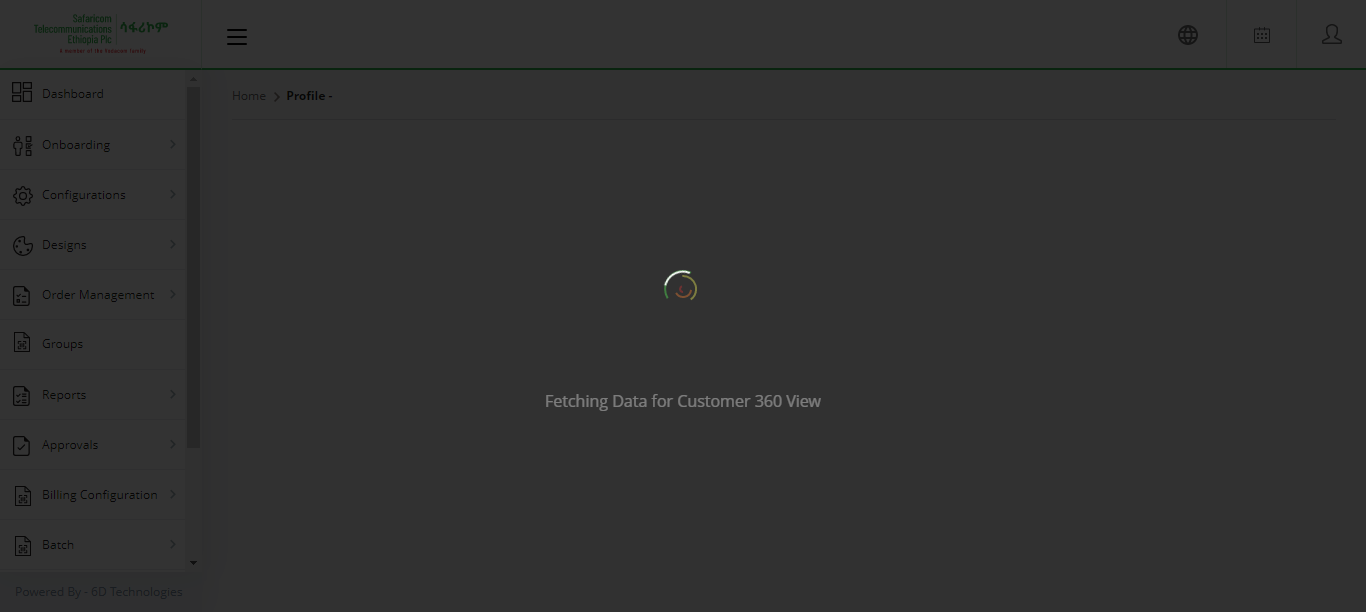 Safaricom
Telecommunications
Ethiopia Plc
ሳፋሪኮም
A member of the Vodacom family
Home
Profile -
Dashboard
Onboarding
Configurations
Designs
Order Management
Groups
Reports
Approvals
Billing Configuration
Batch
Fetching Data for Customer 360 View
Powered By - 6D Technologies